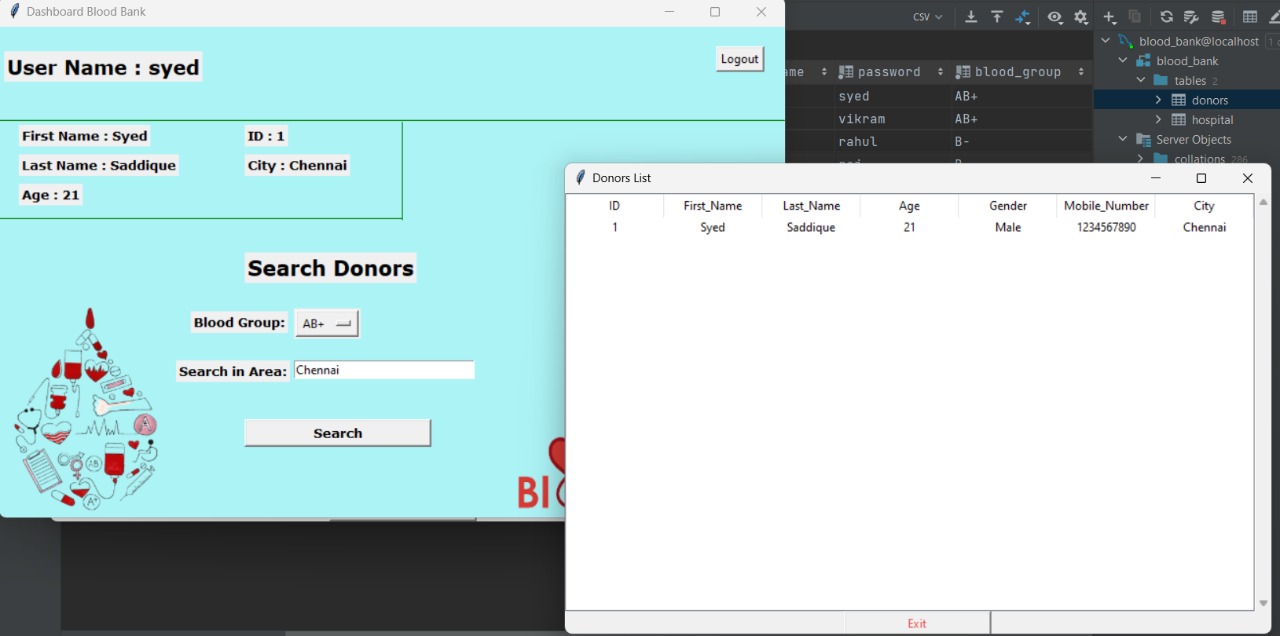 Dashboard Blood Bank
User Name : syed
Logout
First Name : Syed
ID : 1
Last Name : Saddique
City : Chennai
Age : 21
Search Donors
Blood Group:
AB+
Search in Area:
Chennai
Search
A
AB
A+
CSV
password blood_group
syed AB+
vikram AB+
rahul B-
blood_bank@localhost 1
blood_bank
tables 2
donors
hospital
Server Objects
collations 286
Donors List
ID First_Name Last_Name Age Gender Mobile_Number City
1 Syed Saddique 21 Male 1234567890 Chennai
Exit